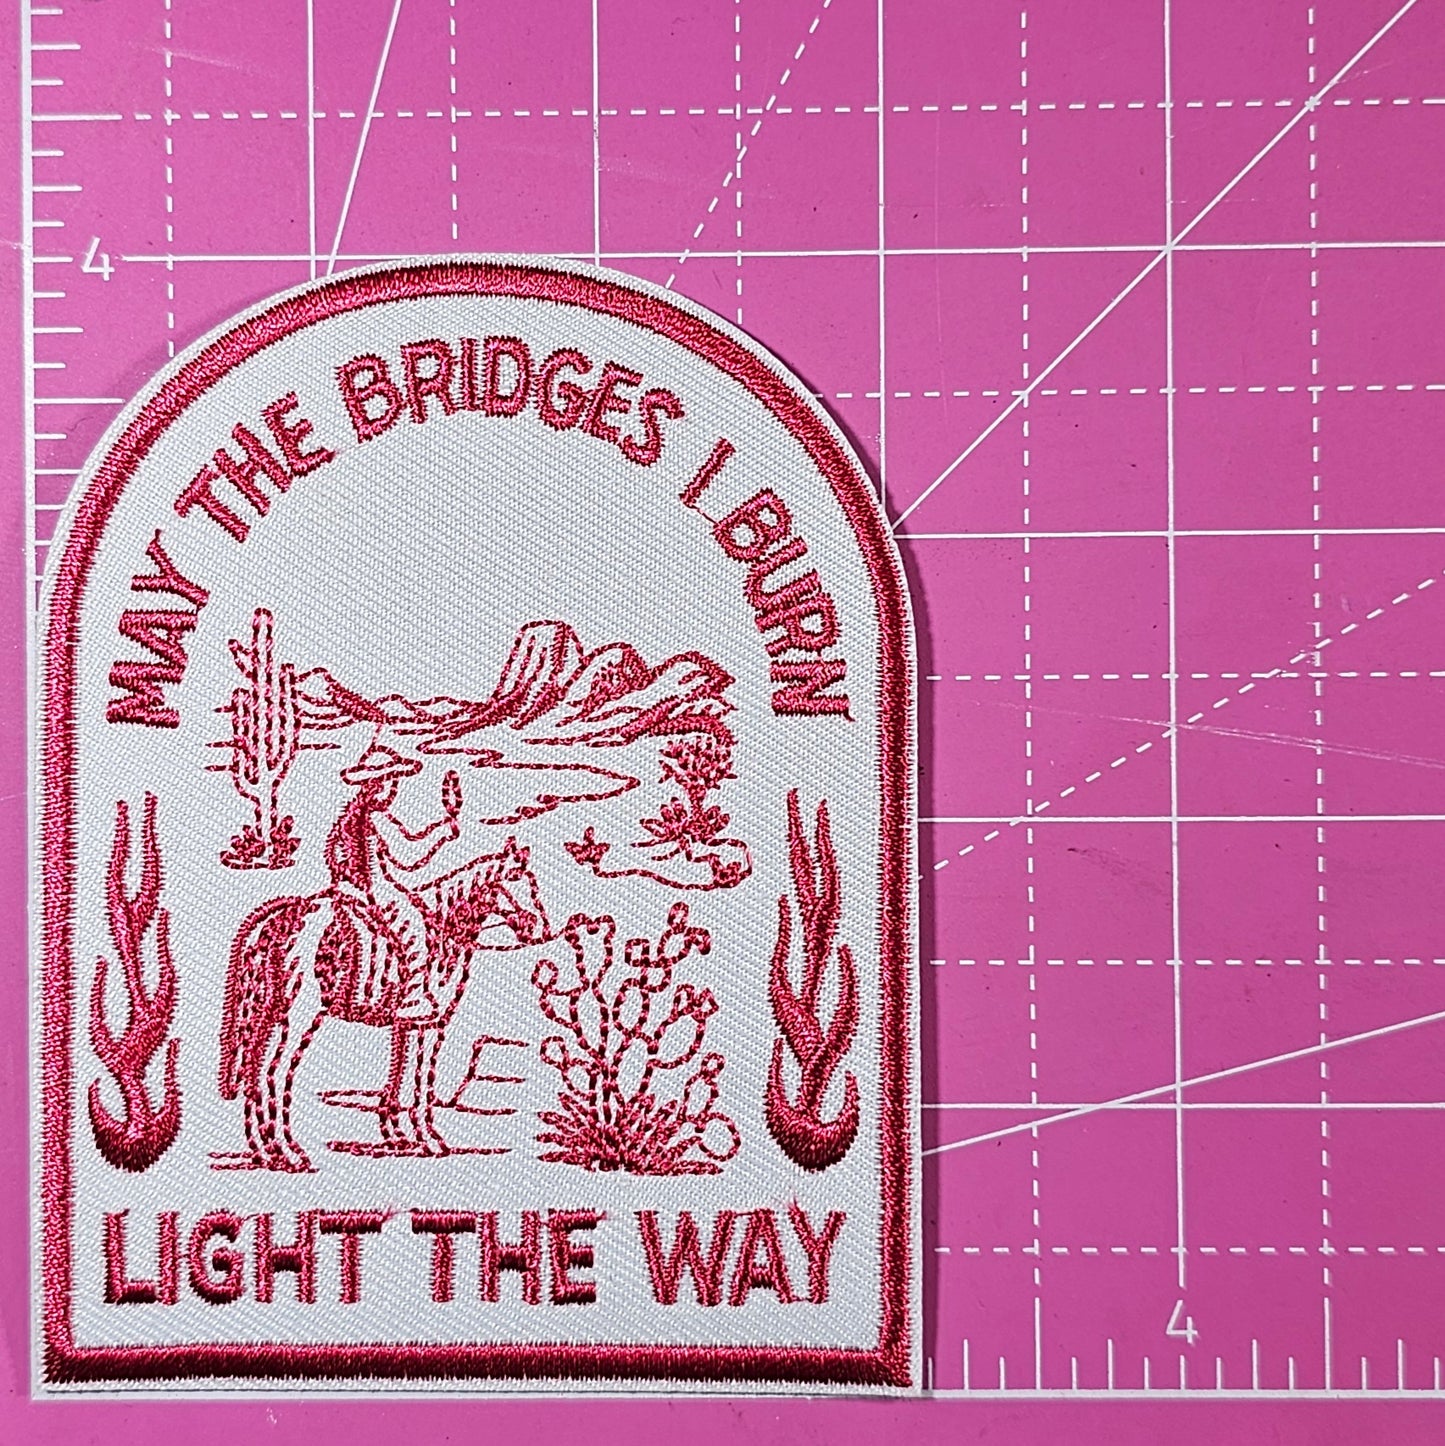 4
MAY THE BRIDGES I BURN
LIGHT THE WAY
4